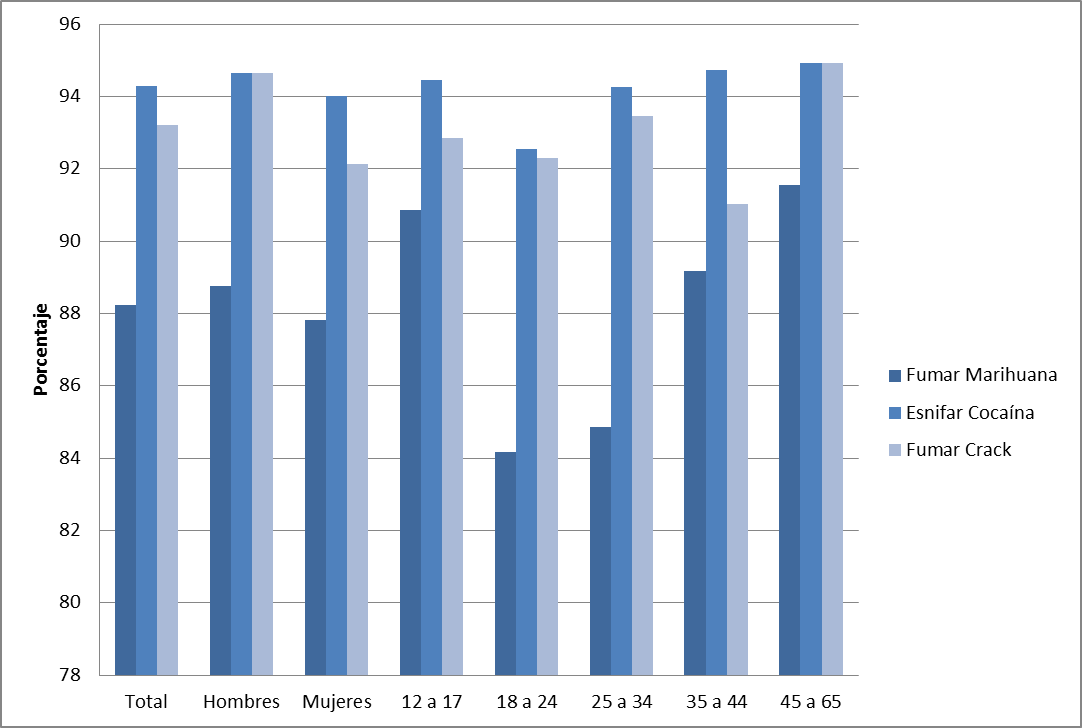 96
94
92
90
88
86
84
82
80
78
Porcentaje
Total
Hombres
Mujeres
12 a 17
18 a 24
25 a 34
35 a 44
45 a 65
Fumar Marihuana
Esnifar Cocaína
Fumar Crack